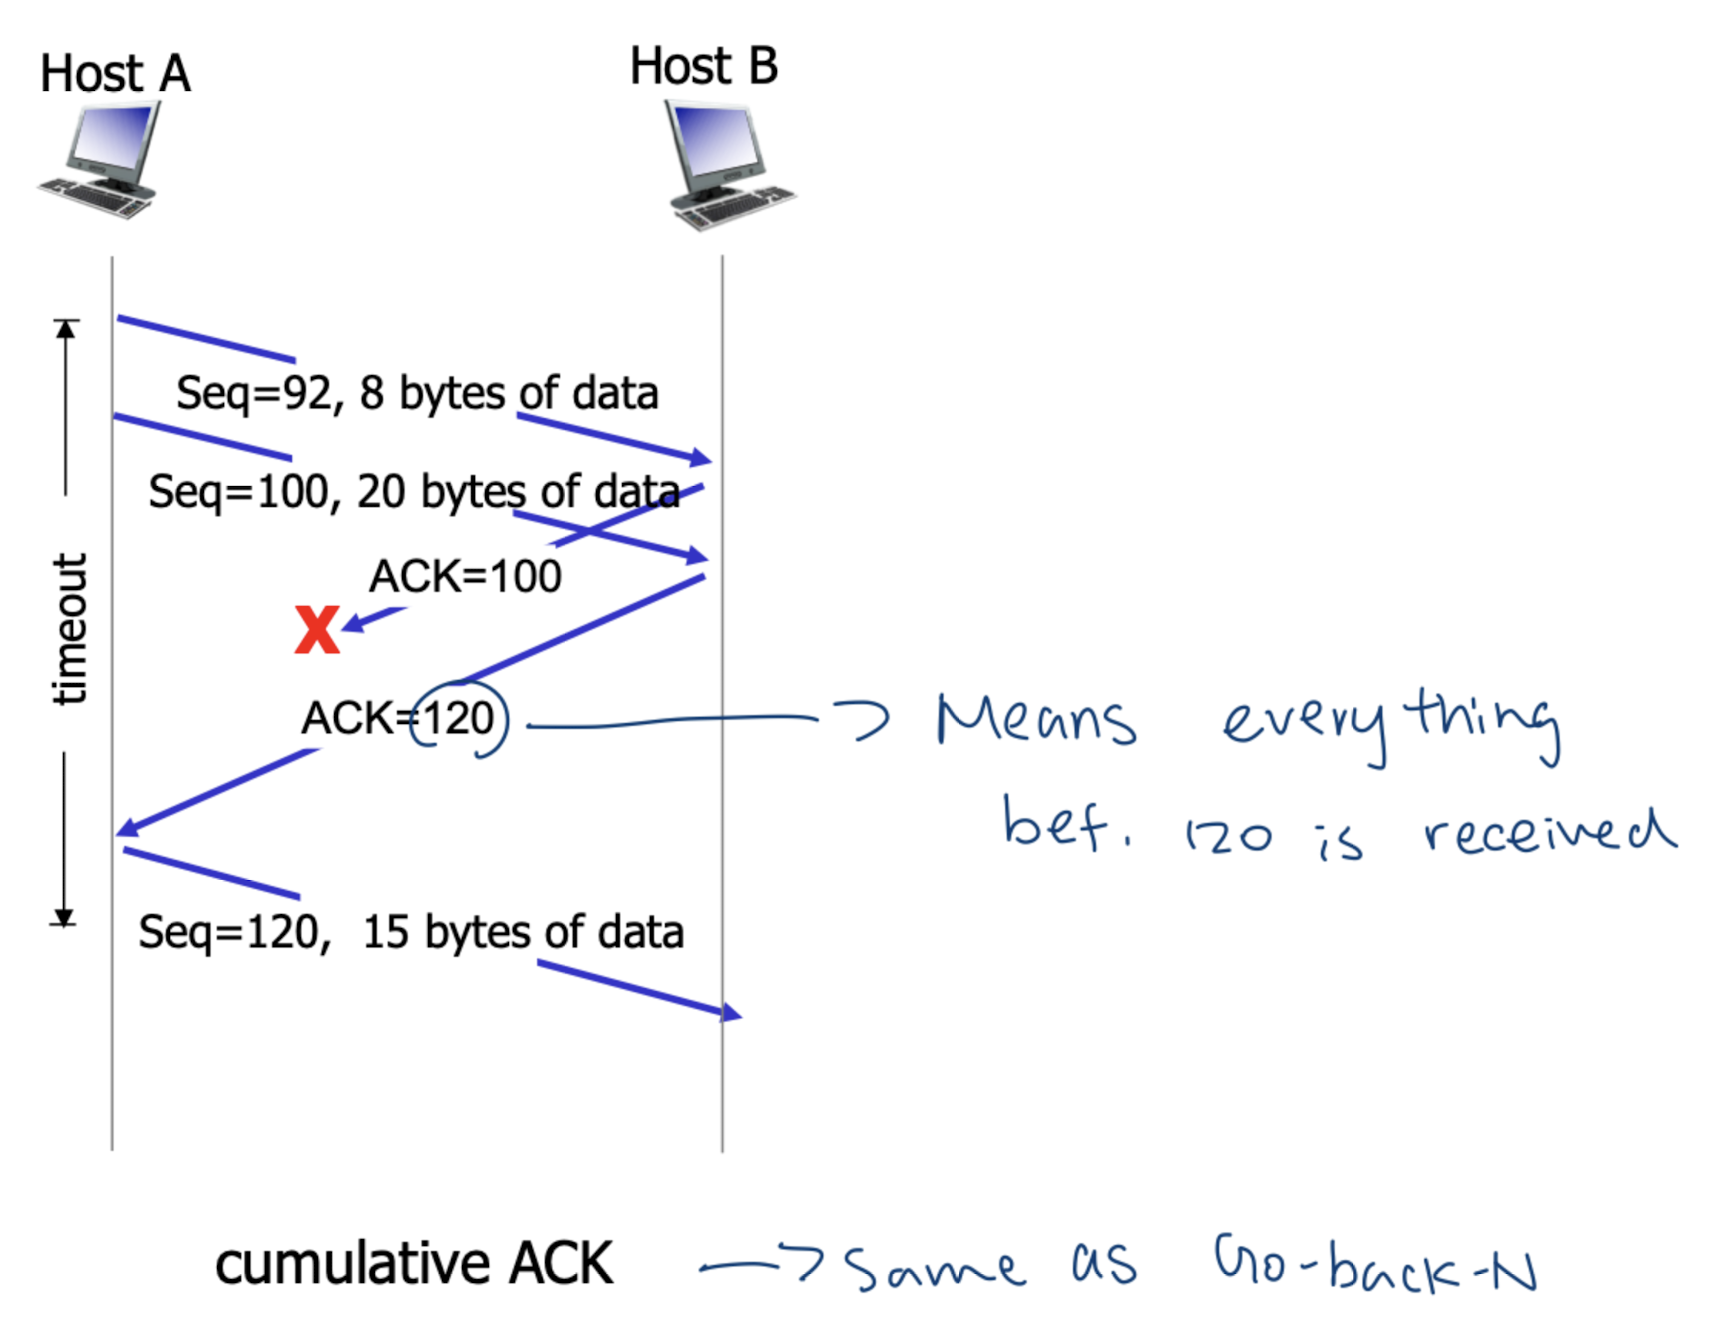 Host A
Host B
Seq=92, 8 bytes of data
Seq=100, 20 bytes of data
ACK=100
X
timeout
ACK=120 → Means everything
bef. 120 is received
Seq=120, 15 bytes of data
cumulative ACK → same as Go-back-N